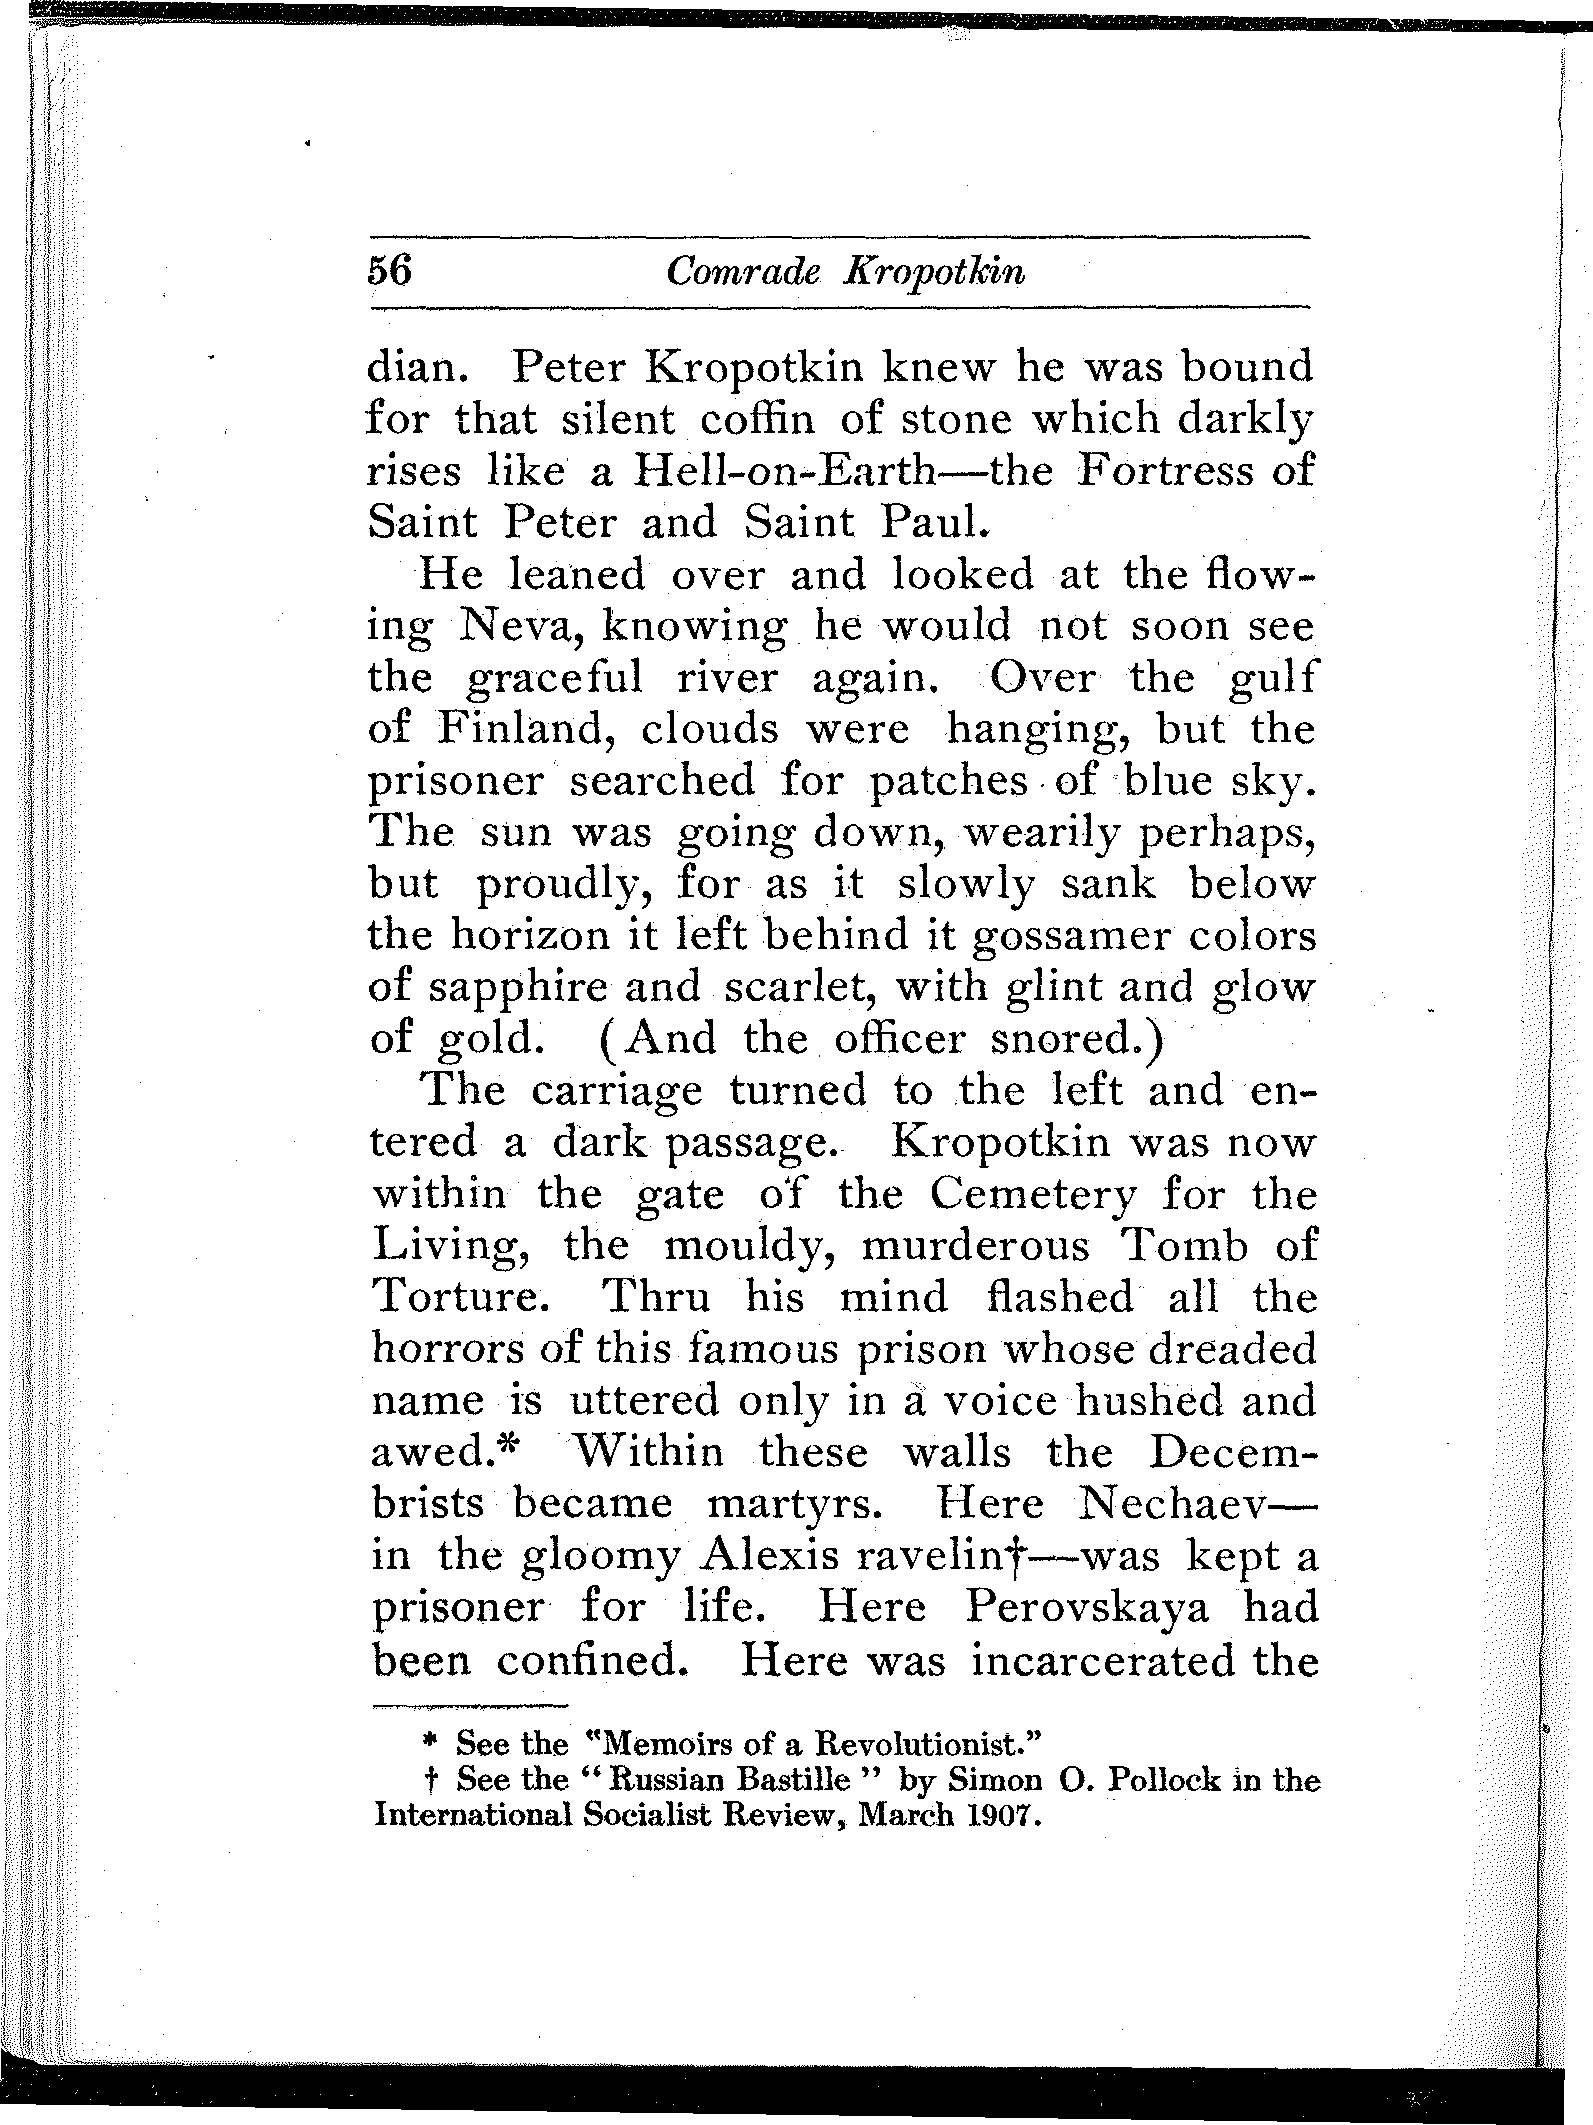 56 Comrade Kropotkin
dian. Peter Kropotkin knew he was bound
for that silent coffin of stone which darkly
rises like a Hell-on-Earth—the Fortress of
Saint Peter and Saint Paul.
He leaned over and looked at the flow-
ing Neva, knowing he would not soon see
the graceful river again. Over the gulf
of Finland, clouds were hanging, but the
prisoner searched for patches of blue sky.
The sun was going down, wearily perhaps,
but proudly, for as it slowly sank below
the horizon it left behind it gossamer colors
of sapphire and scarlet, with glint and glow
of gold. (And the officer snored.)
The carriage turned to the left and en-
tered a dark passage. Kropotkin was now
within the gate of the Cemetery for the
Living, the mouldy, murderous Tomb of
Torture. Thru his mind flashed all the
horrors of this famous prison whose dreaded
name is uttered only in a voice hushed and
awed.* Within these walls the Decem-
brists became martyrs. Here Nechaev—
in the gloomy Alexis ravelin†—was kept a
prisoner for life. Here Perovskaya had
been confined. Here was incarcerated the
* See the "Memoirs of a Revolutionist."
† See the "Russian Bastille" by Simon O. Pollock in the
International Socialist Review, March 1907.